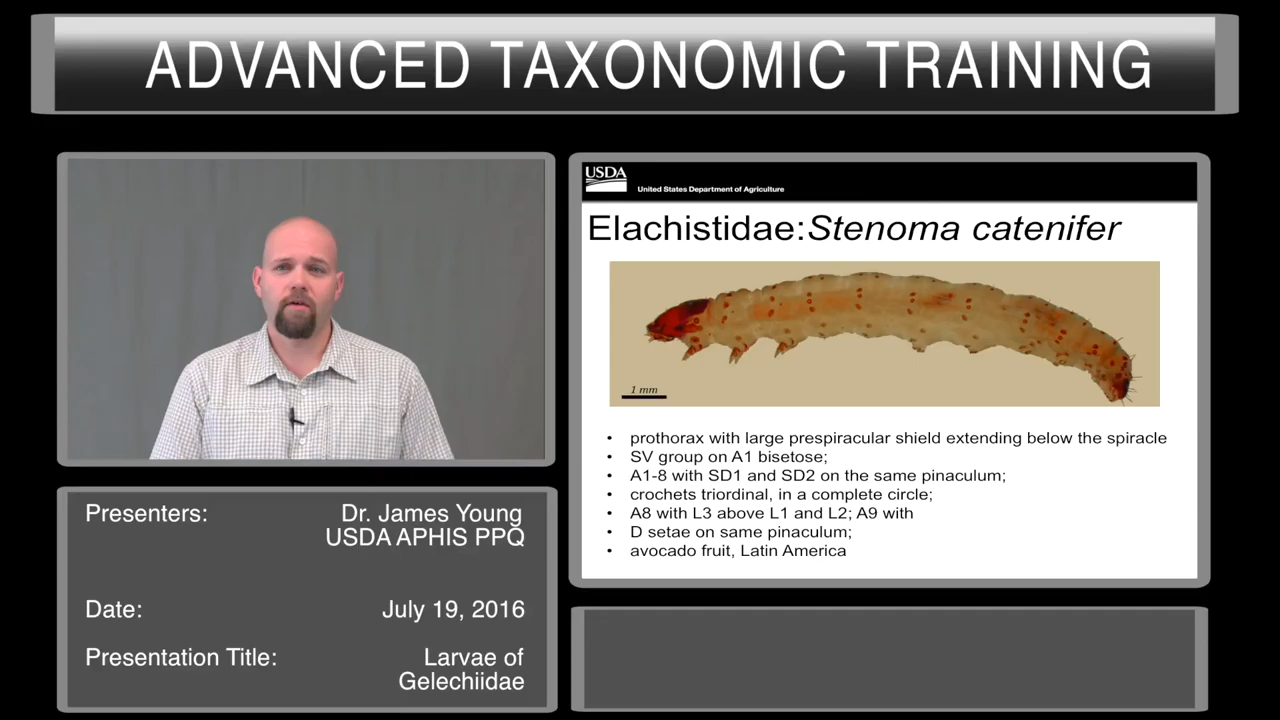 ADVANCED TAXONOMIC TRAINING
USDA
United States Department of Agriculture
Elachistidae:Stenoma catenifer
1 mm
• prothorax with large prespiracular shield extending below the spiracle
• SV group on A1 bisetose;
• A1-8 with SD1 and SD2 on the same pinaculum;
• crochets triordinal, in a complete circle;
• A8 with L3 above L1 and L2; A9 with
• D setae on same pinaculum;
• avocado fruit, Latin America
Presenters: Dr. James Young
USDA APHIS PPQ
Date: July 19, 2016
Presentation Title: Larvae of
Gelechiidae